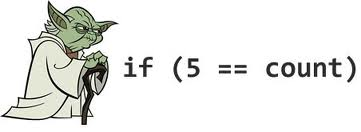 if (5 == count)